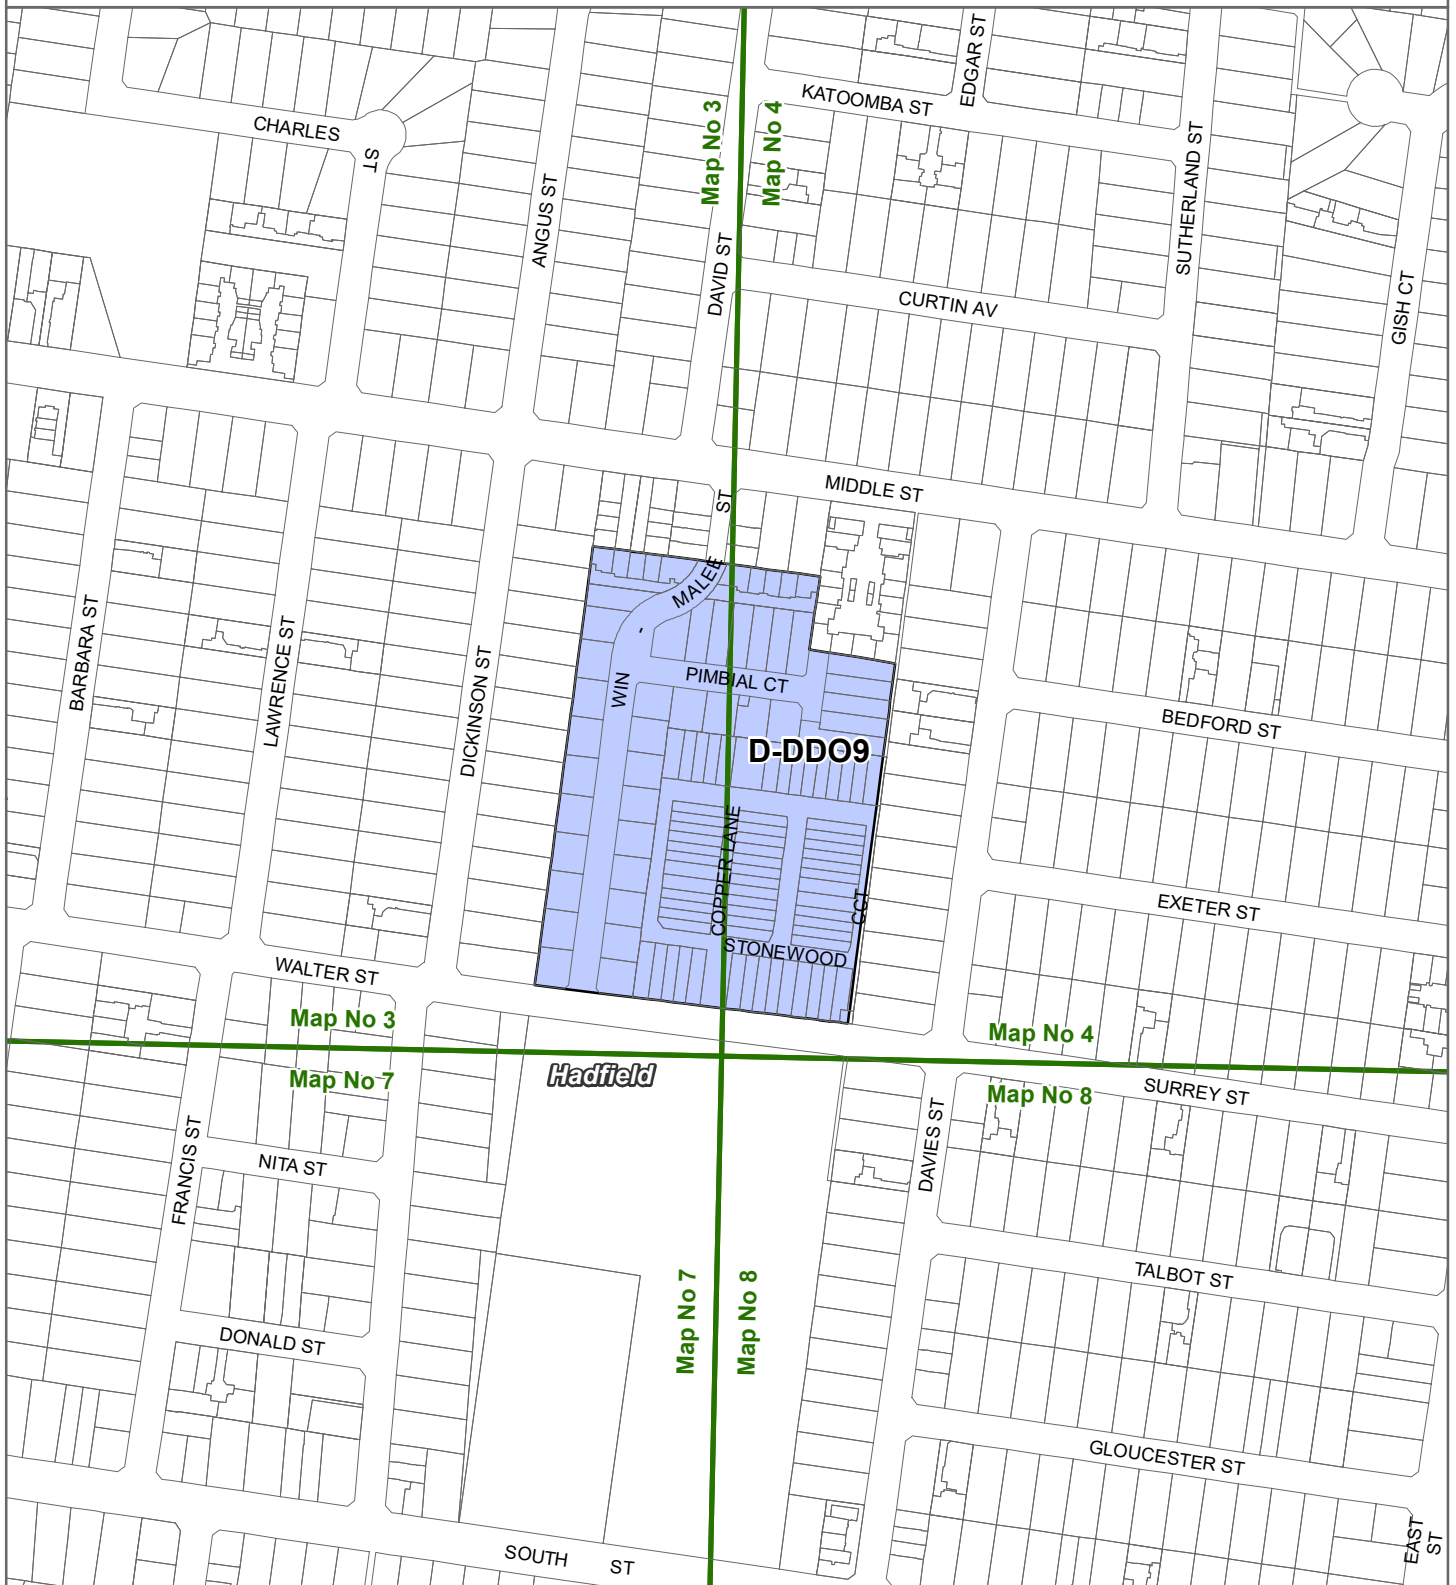 EDGAR ST
KATOOMBA ST
CHARLES
ST
Map No 3
Map No 4
SUTHERLAND ST
ANGUS ST
DAVID ST
CURTIN AV
GISH CT
MIDDLE ST
ST
MALEE
-
WIN
BARBARA ST
LAWRENCE ST
DICKINSON ST
PIMBIAL CT
BEDFORD ST
D-DDO9
COPPER LANE
CCT
EXETER ST
STONEWOOD
WALTER ST
Map No 3
Map No 4
Hadfield
Map No 7
Map No 8
SURREY ST
DAVIES ST
FRANCIS ST
NITA ST
TALBOT ST
Map No 7
Map No 8
DONALD ST
GLOUCESTER ST
EAST
ST
SOUTH ST